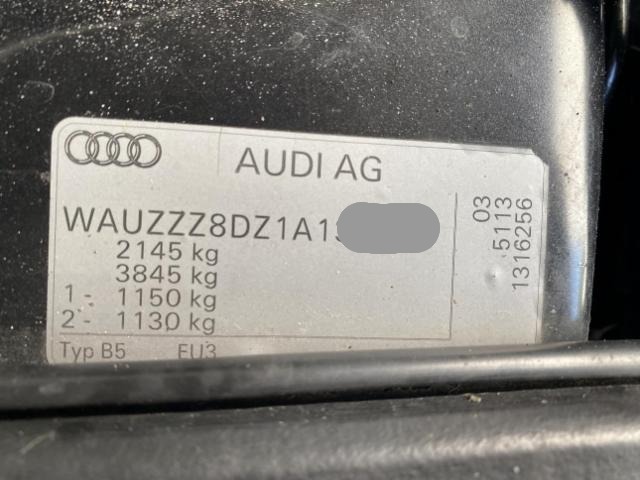 AUDI AG
WAUZZZ8DZ1A1
2145 kg
3845 kg
1 - 1150 kg
2 - 1130 kg
Typ B5 EU3
03
5113
1316256